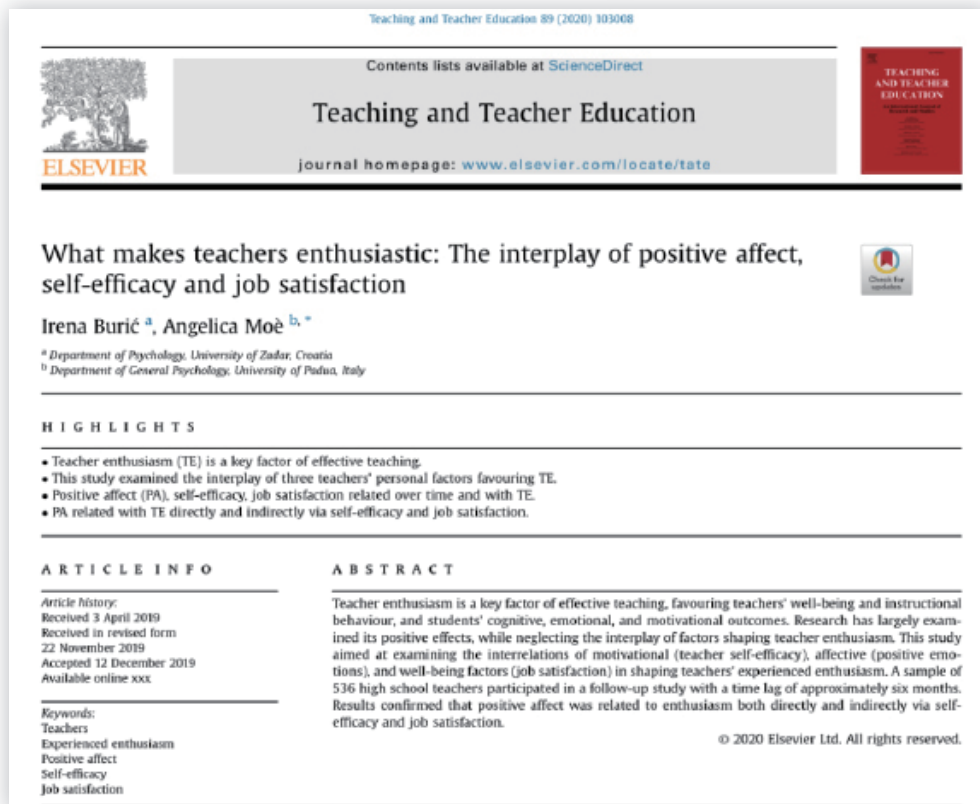 Teaching and Teacher Education 89 (2020) 103008
Contents lists available at ScienceDirect
Teaching and Teacher Education
journal homepage: www.elsevier.com/locate/tate
ELSEVIER
TEACHING
AND TEACHER
EDUCATION
What makes teachers enthusiastic: The interplay of positive affect,
self-efficacy and job satisfaction
Check for
updates
Irena Burić a, Angelica Moè b, *
a Department of Psychology, University of Zadar, Croatia
b Department of General Psychology, University of Padua, Italy
HIGHLIGHTS
• Teacher enthusiasm (TE) is a key factor of effective teaching.
• This study examined the interplay of three teachers' personal factors favouring TE.
• Positive affect (PA), self-efficacy, job satisfaction related over time and with TE.
• PA related with TE directly and indirectly via self-efficacy and job satisfaction.
ARTICLE INFO
Article history:
Received 3 April 2019
Received in revised form
22 November 2019
Accepted 12 December 2019
Available online xxx
Keywords:
Teachers
Experienced enthusiasm
Positive affect
Self-efficacy
Job satisfaction
ABSTRACT
Teacher enthusiasm is a key factor of effective teaching, favouring teachers' well-being and instructional
behaviour, and students' cognitive, emotional, and motivational outcomes. Research has largely exam-
ined its positive effects, while neglecting the interplay of factors shaping teacher enthusiasm. This study
aimed at examining the interrelations of motivational (teacher self-efficacy), affective (positive emo-
tions), and well-being factors (job satisfaction) in shaping teachers' experienced enthusiasm. A sample of
536 high school teachers participated in a follow-up study with a time lag of approximately six months.
Results confirmed that positive affect was related to enthusiasm both directly and indirectly via self-
efficacy and job satisfaction.
© 2020 Elsevier Ltd. All rights reserved.